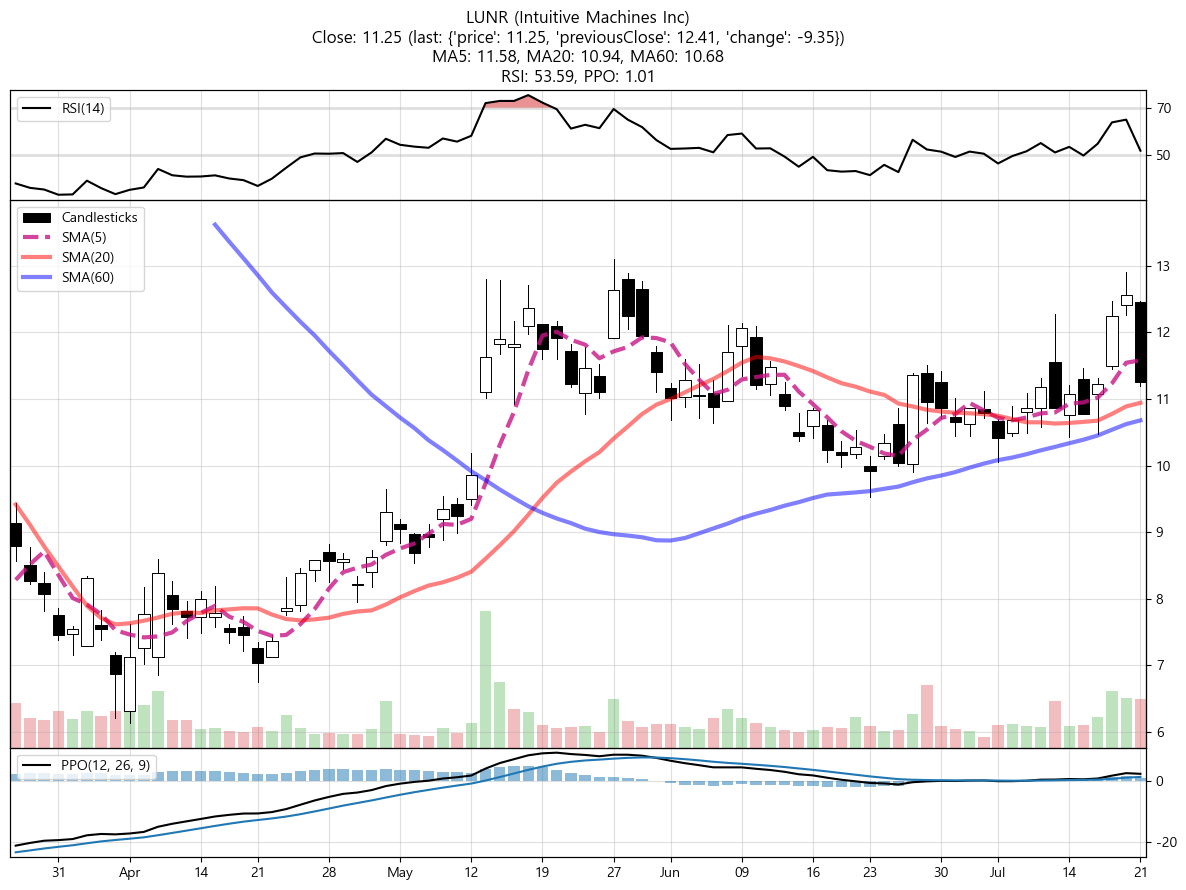 LUNR (Intuitive Machines Inc)
Close: 11.25 (last: {'price': 11.25, 'previousClose': 12.41, 'change': -9.35})
MA5: 11.58, MA20: 10.94, MA60: 10.68
RSI: 53.59, PPO: 1.01
RSI(14)
70
50
Candlesticks
SMA(5)
SMA(20)
SMA(60)
13
12
11
10
9
8
7
6
PPO(12, 26, 9)
0
-20
31 Apr 14 21 28 May 12 19 27 Jun 09 16 23 30 Jul 14 21